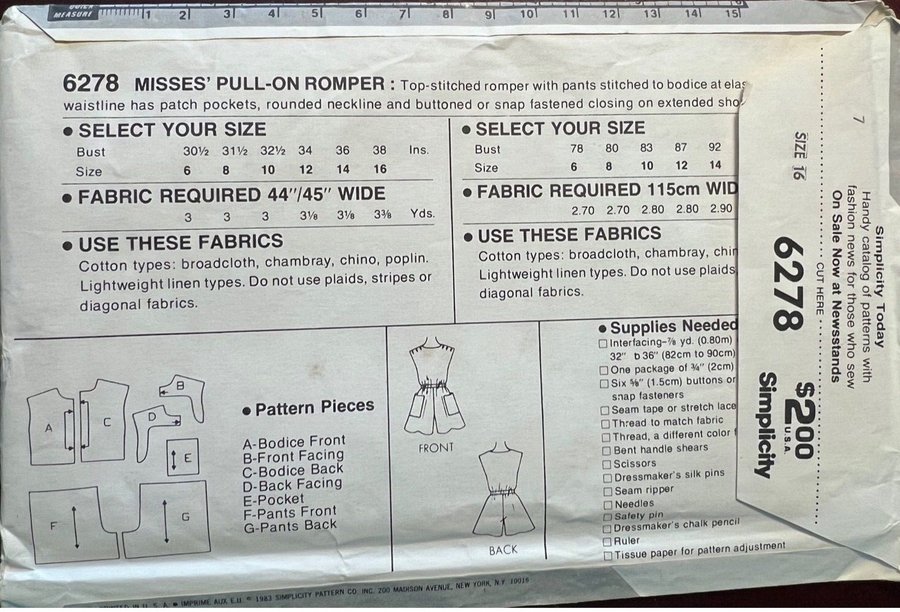 QUICK MEASURE 1 2 3 4 5 6 7 8 9 10 11 12 13 14 15
6278 MISSES' PULL-ON ROMPER : Top-stitched romper with pants stitched to bodice at
waistline has patch pockets, rounded neckline and buttoned or snap fastened closing on extended
• SELECT YOUR SIZE
Bust 30½ 31½ 32½ 34 36 38 Ins.
Size 6 8 10 12 14 16
• FABRIC REQUIRED 44"/45" WIDE
3 3 3 3⅛ 3⅛ 3⅜ Yds.
• USE THESE FABRICS
Cotton types: broadcloth, chambray, chino, poplin.
Lightweight linen types. Do not use plaids, stripes or
diagonal fabrics.
• SELECT YOUR SIZE
Bust 78 80 83 87 92
Size 6 8 10 12 14
• FABRIC REQUIRED 115cm WID
2.70 2.70 2.80 2.80 2.90
• USE THESE FABRICS
Cotton types: broadcloth, chambray, chin
Lightweight linen types. Do not use plaids
diagonal fabrics.
A
C
B
D
E
F
G
• Pattern Pieces
A-Bodice Front
B-Front Facing
C-Bodice Back
D-Back Facing
E-Pocket
F-Pants Front
G-Pants Back
FRONT
BACK
• Supplies Needed
Interfacing-⅞ yd. (0.80m)
32" b 36" (82cm to 90cm)
One package of ¾" (2cm)
Six ⅝" (1.5cm) buttons or
snap fasteners
Seam tape or stretch lace
Thread to match fabric
Thread, a different color
Bent handle shears
Scissors
Dressmaker's silk pins
Seam ripper
Needles
Safety pin
Dressmaker's chalk pencil
Ruler
Tissue paper for pattern adjustment
7
Simplicity Today
Handy catalog of patterns with
fashion news for those who sew
On Sale Now at Newsstands
CUT HERE
SIZE 16
6278
$2.00
U.S.A.
Simplicity
IN U. S. A. • IMPRIME AUX E.U. © 1983 SIMPLICITY PATTERN CO. INC. 200 MADISON AVENUE, NEW YORK, N.Y. 10016